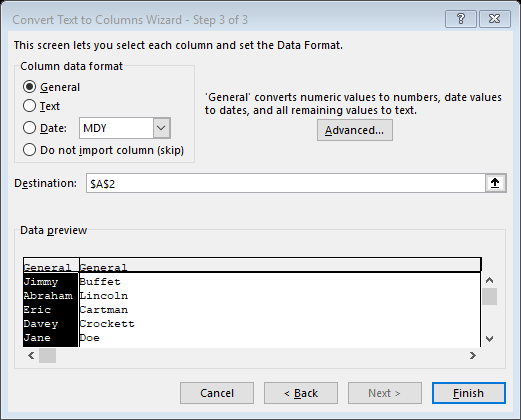 Convert Text to Columns Wizard - Step 3 of 3
?
This screen lets you select each column and set the Data Format.
Column data format
General
Text
Date: MDY
Do not import column (skip)
'General' converts numeric values to numbers, date values
to dates, and all remaining values to text.
Advanced...
Destination: $A$2
Data preview
General General
Jimmy Buffet
Abraham Lincoln
Eric Cartman
Davey Crockett
Jane Doe
Cancel < Back Next > Finish